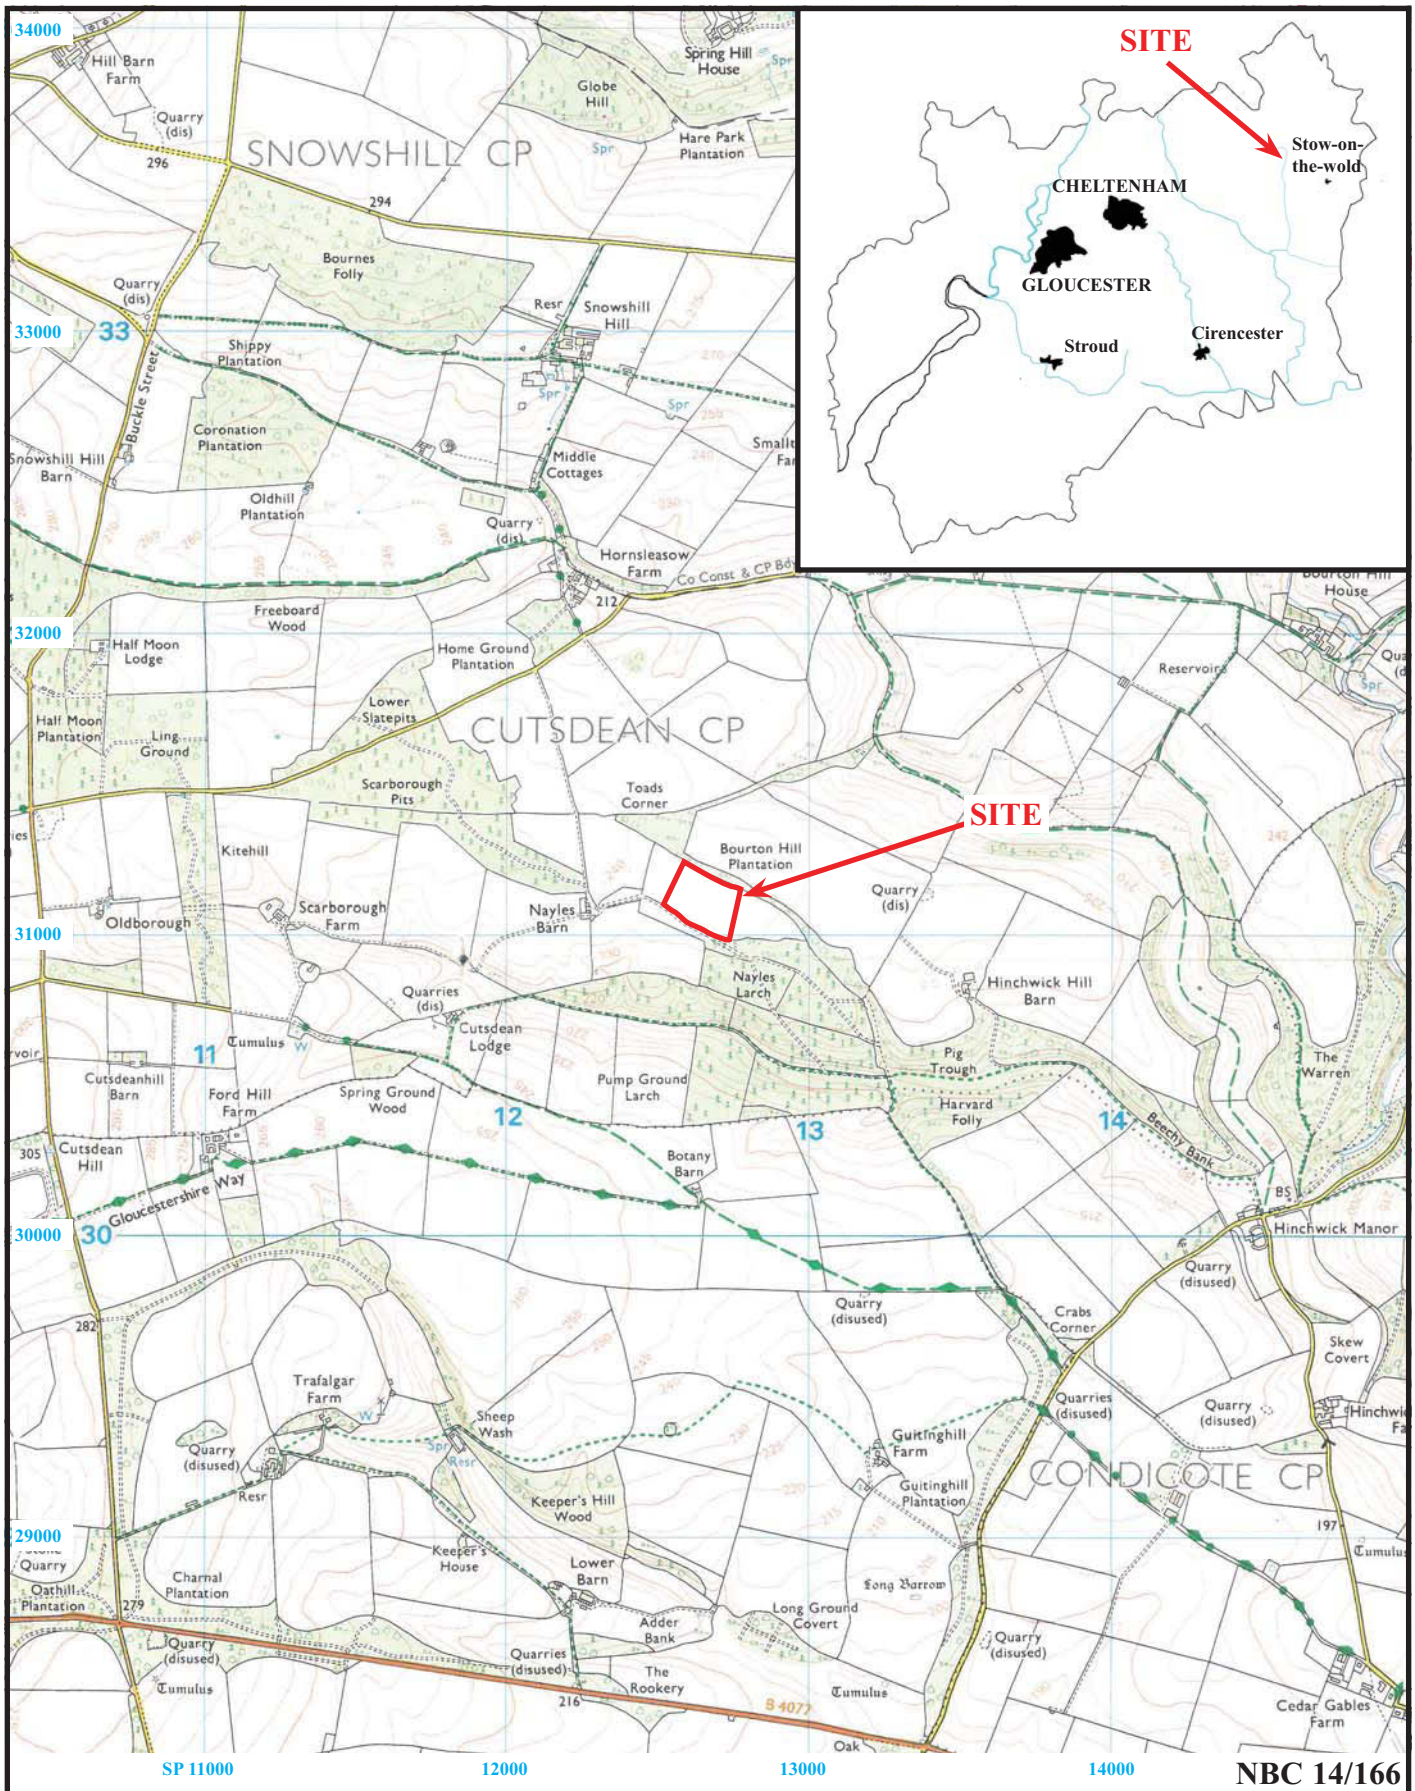 34000
Hill Barn
Farm
Quarry
(dis)
296
SNOWSHILL CP
294
Globe
Hill
Spring Hill
House
Spr
Spr
Hare Park
Plantation
Bournes
Folly
Quarry
(dis)
33000
33
Shippy
Plantation
Resr
Snowshill
Hill
Spr
Spr
270
255
240
230
Buckle Street
Coronation
Plantation
Snowshill Hill
Barn
Oldhill
Plantation
Middle
Cottages
Quarry
(dis)
Hornsleasow
Farm
Co Const & CP Bdy
212
Freeboard
Wood
32000
Half Moon
Lodge
Home Ground
Plantation
Half Moon
Plantation
Ling
Ground
Lower
Slatepits
CUTSDEAN CP
Scarborough
Pits
Toads
Corner
SITE
Bourton Hill
Plantation
Kitehill
Quarry
(dis)
Oldborough
Scarborough
Farm
Nayles
Barn
31000
Nayles
Larch
Hinchwick Hill
Barn
Quarries
(dis)
Cutsdean
Lodge
Tumulus
W
11
Cutsdeanhill
Barn
Ford Hill
Farm
Spring Ground
Wood
12
Pump Ground
Larch
Pig
Trough
Harvard
Folly
13
14
The
Warren
Beechy Bank
305
Cutsdean
Hill
Botany
Barn
Gloucestershire Way
BS
30000
30
Hinchwick Manor
Quarry
(disused)
Quarry
(disused)
Crabs
Corner
Skew
Covert
282
Trafalgar
Farm
W
Sheep
Wash
Spr
Resr
Quarry
(disused)
Resr
Quarries
(disused)
Quarry
(disused)
Guitinghill
Farm
Guitinghill
Plantation
CONDICOTE CP
Keeper's Hill
Wood
29000
Quarry
Oathill
Plantation
Charnal
Plantation
Keeper's
House
Lower
Barn
197
Tumulus
Long Barrow
279
Quarry
(disused)
Tumulus
Adder
Bank
Long Ground
Covert
Quarries
(disused)
216
The
Rookery
Tumulus
Quarry
(disused)
B 4077
Oak
Cedar Gables
Farm
SP 11000
12000
13000
14000
NBC 14/166
SITE
Stow-on-
the-wold
CHELTENHAM
GLOUCESTER
Stroud
Cirencester
House
Reservoirs
Spr
242